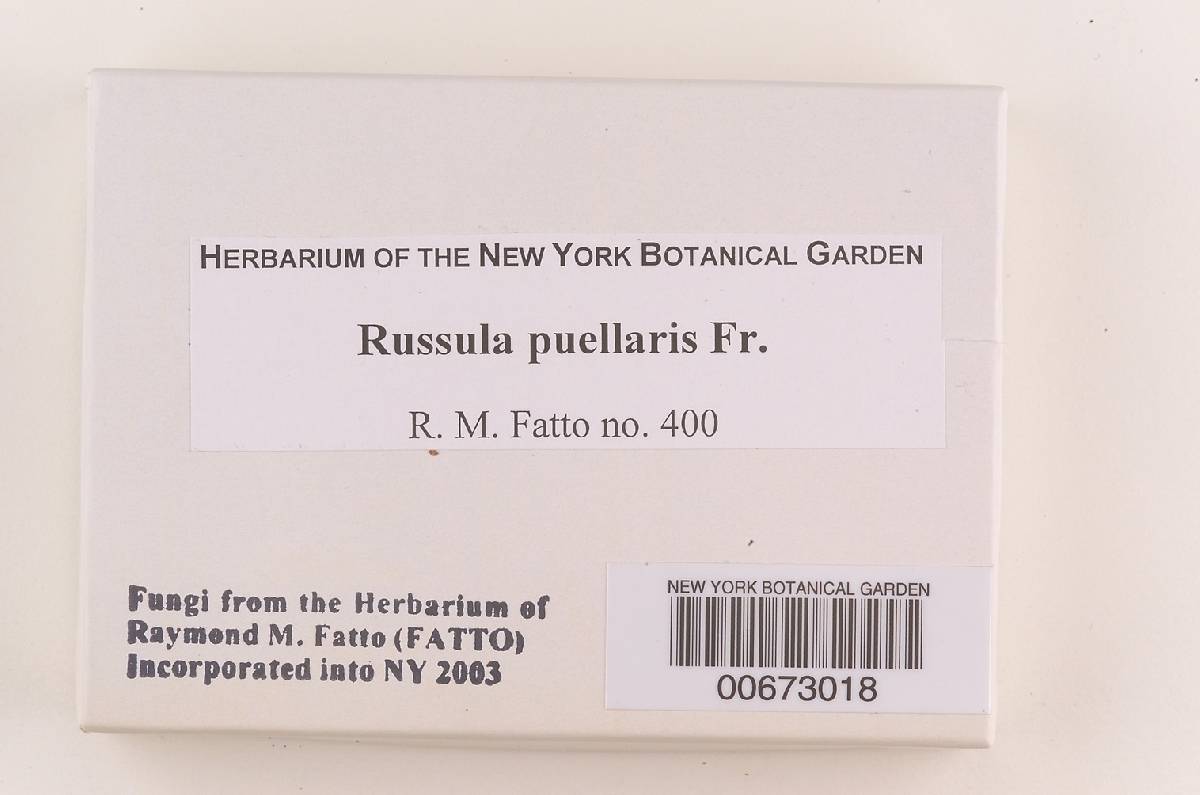 HERBARIUM OF THE NEW YORK BOTANICAL GARDEN
Russula puellaris Fr.
R. M. Fatto no. 400
Fungi from the Herbarium of
Raymond M. Fatto (FATTO)
Incorporated into NY 2003
NEW YORK BOTANICAL GARDEN
00673018